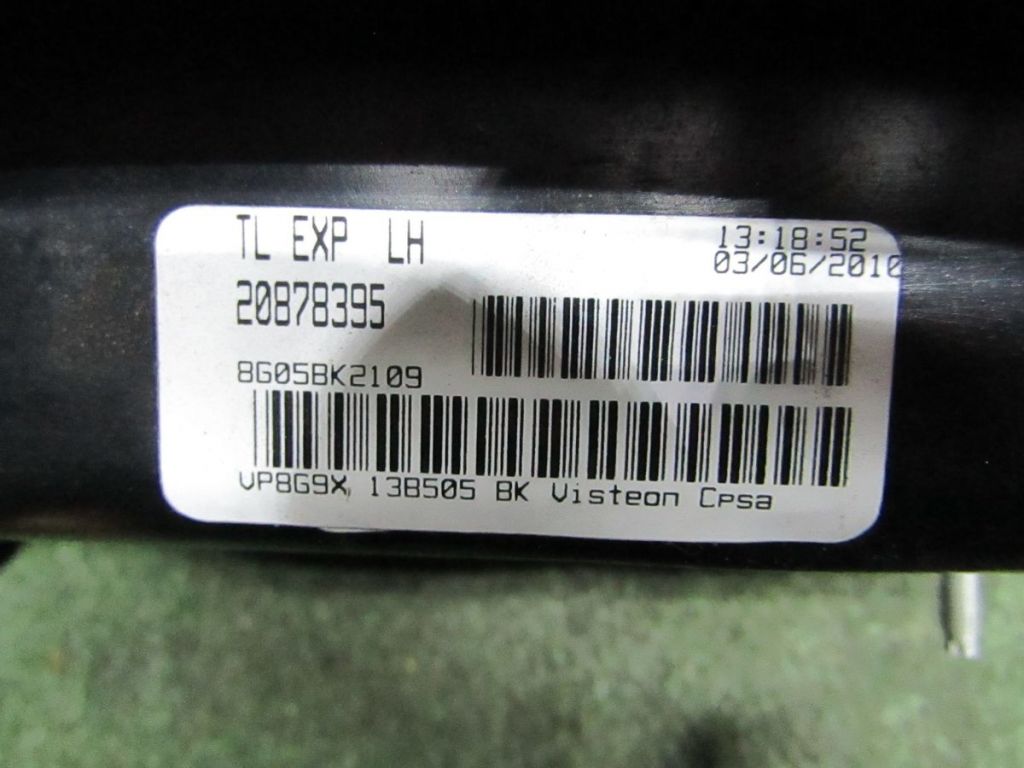 TL EXP LH
13:18:52
03/06/2010
20878395
8G05BK2109
VP8G9X 13B505 BK Visteon Cpsa